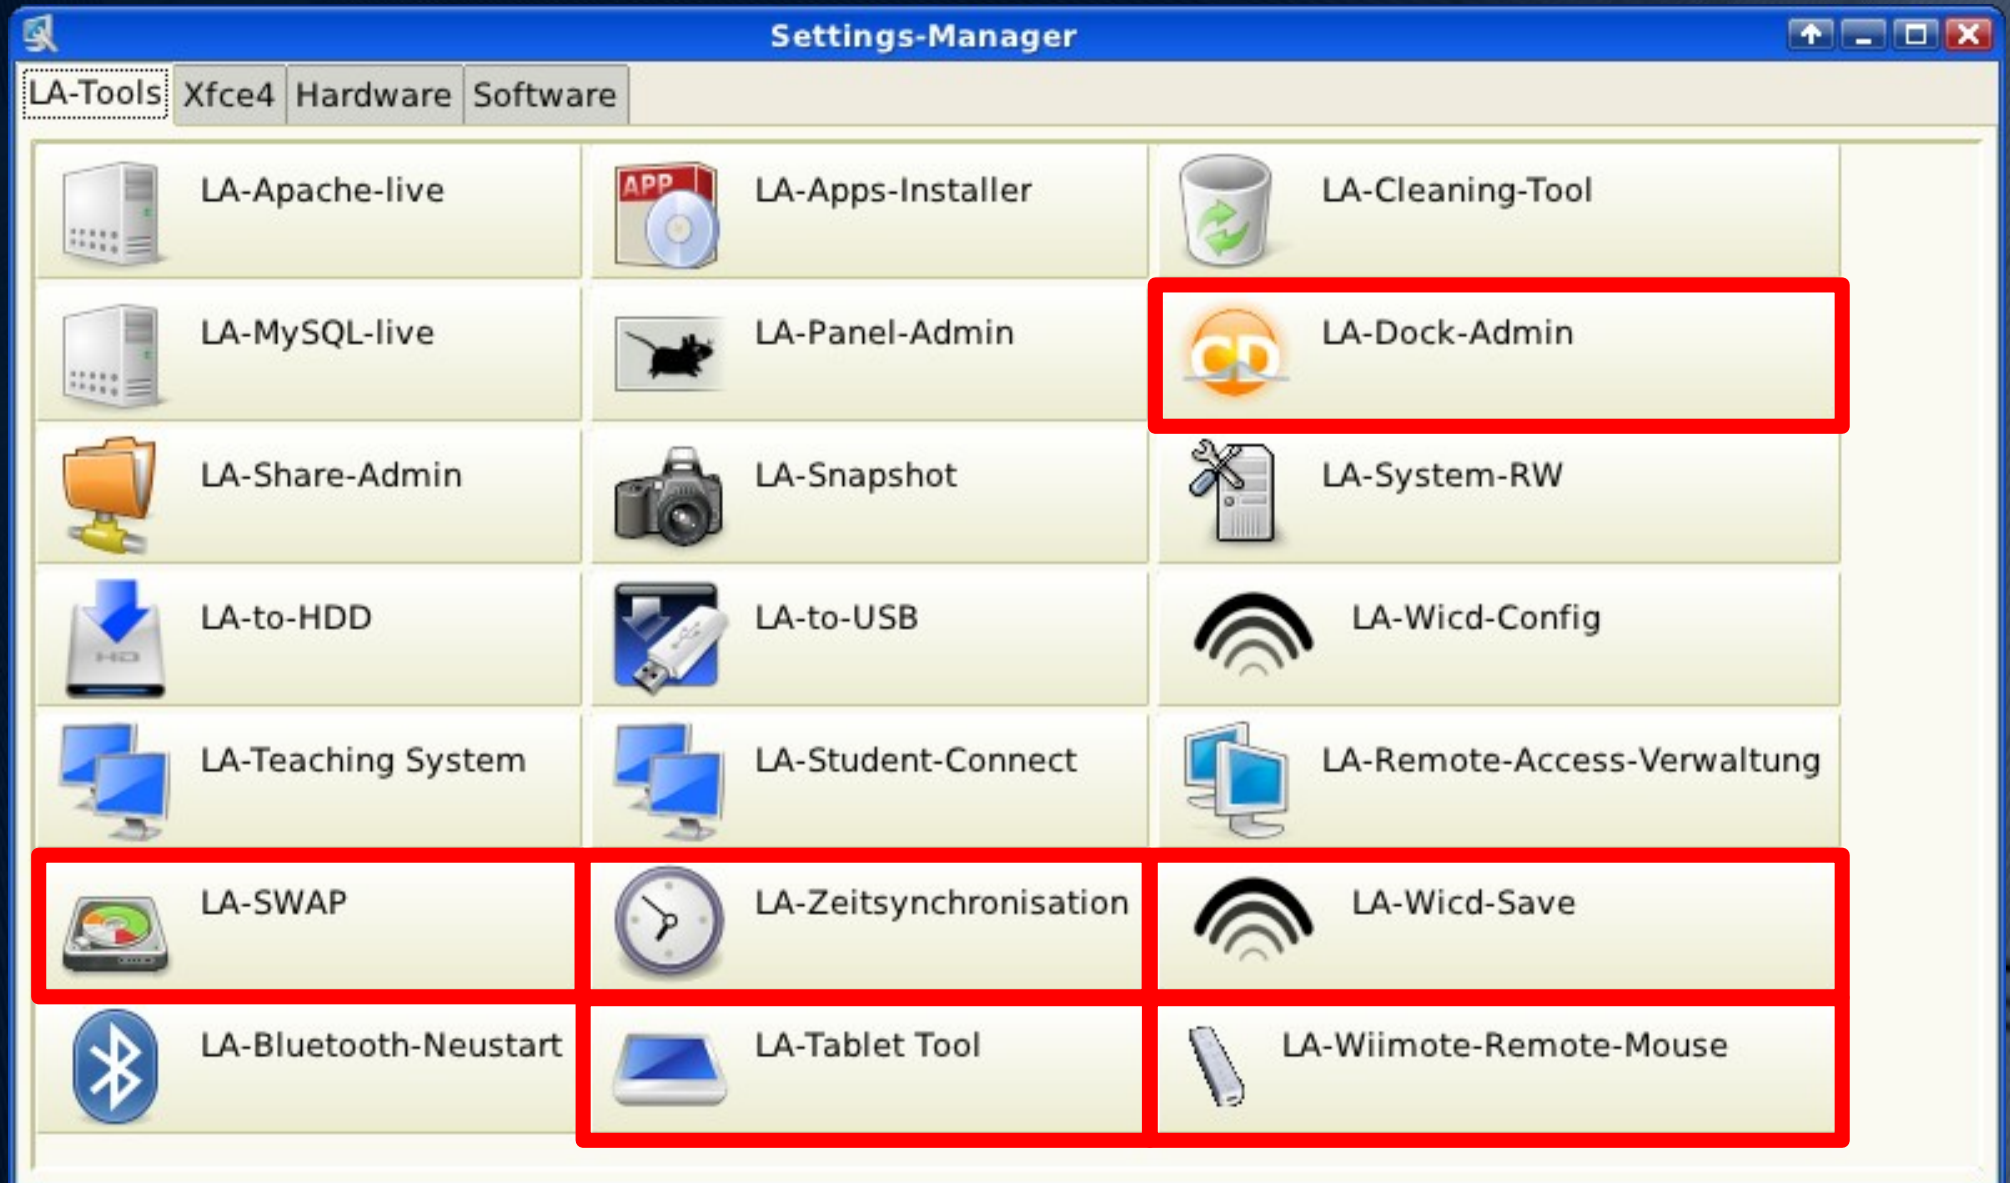 Settings-Manager
LA-Tools Xfce4 Hardware Software
LA-Apache-live
APP
LA-Apps-Installer
LA-Cleaning-Tool
LA-MySQL-live
LA-Panel-Admin
CD
LA-Dock-Admin
LA-Share-Admin
LA-Snapshot
LA-System-RW
HD
LA-to-HDD
LA-to-USB
LA-Wicd-Config
LA-Teaching System
LA-Student-Connect
LA-Remote-Access-Verwaltung
LA-SWAP
LA-Zeitsynchronisation
LA-Wicd-Save
LA-Bluetooth-Neustart
LA-Tablet Tool
LA-Wiimote-Remote-Mouse